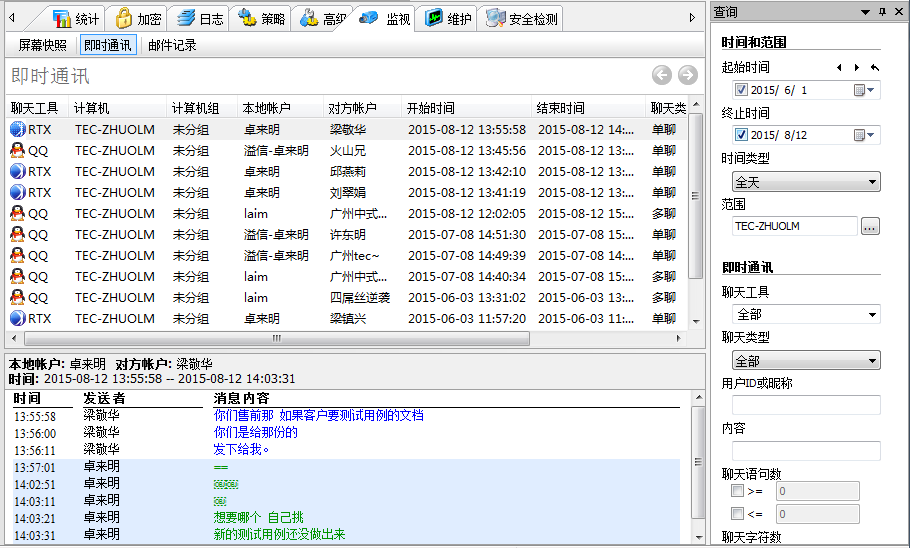 统计 加密 日志 策略 高级 监视 维护 安全检测
屏幕快照 即时通讯 邮件记录
即时通讯
聊天工具 计算机 计算机组 本地帐户 对方帐户 开始时间 结束时间 聊天类
RTX TEC-ZHUOLM 未分组 卓来明 梁敬华 2015-08-12 13:55:58 2015-08-12 14:... 单聊
QQ TEC-ZHUOLM 未分组 溢信-卓来明 火山兄 2015-08-12 13:45:56 2015-08-12 13:... 单聊
RTX TEC-ZHUOLM 未分组 卓来明 邱燕莉 2015-08-12 13:42:10 2015-08-12 13:... 单聊
RTX TEC-ZHUOLM 未分组 卓来明 刘翠娟 2015-08-12 13:41:19 2015-08-12 13:... 单聊
QQ TEC-ZHUOLM 未分组 laim 广州中式... 2015-08-12 12:02:05 2015-08-12 15:... 多聊
QQ TEC-ZHUOLM 未分组 溢信-卓来明 许东明 2015-07-08 14:51:30 2015-07-08 15:... 单聊
QQ TEC-ZHUOLM 未分组 溢信-卓来明 广州tec~ 2015-07-08 14:49:39 2015-07-08 14:... 单聊
QQ TEC-ZHUOLM 未分组 laim 广州中式... 2015-07-08 14:40:34 2015-07-08 15:... 多聊
QQ TEC-ZHUOLM 未分组 laim 四屌丝逆袭 2015-06-03 13:31:02 2015-06-03 13:... 多聊
RTX TEC-ZHUOLM 未分组 卓来明 梁镇兴 2015-06-03 11:57:20 2015-06-03 11:... 单聊
本地帐户: 卓来明 对方帐户: 梁敬华
时间: 2015-08-12 13:55:58 -- 2015-08-12 14:03:31
时间 发送者 消息内容
13:55:58 梁敬华 你们售前那 如果客户要测试用例的文档
13:56:00 梁敬华 你们是给那份的
13:56:11 梁敬华 发下给我。
13:57:01 卓来明 ==
14:02:51 卓来明
14:03:11 卓来明
14:03:21 卓来明 想要哪个 自己挑
14:03:31 卓来明 新的测试用例还没做出来
查询
时间和范围
起始时间
2015/ 6/ 1
终止时间
2015/ 8/12
时间类型
全天
范围
TEC-ZHUOLM ...
即时通讯
聊天工具
全部
聊天类型
全部
用户ID或昵称
内容
聊天语句数
>= 0
<= 0
聊天字符数